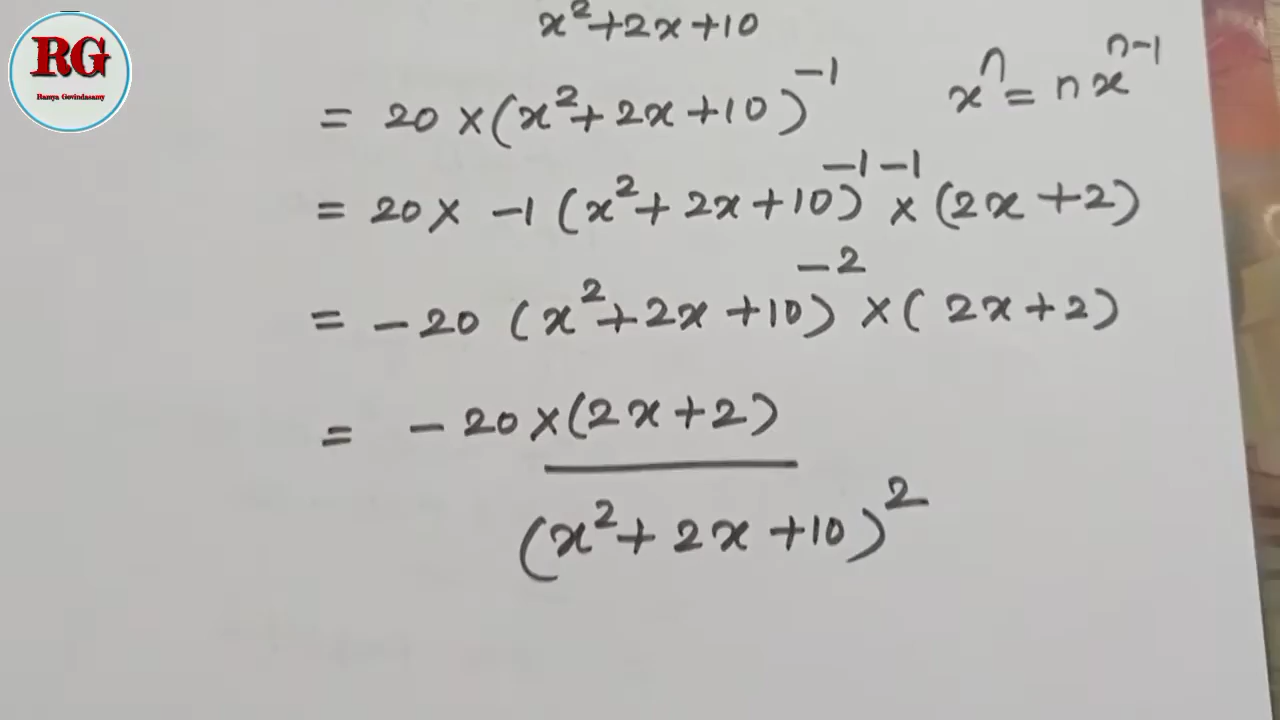 RG
Ramya Govindasamy
x²+2x+10
= 20 ×(x²+ 2x +10)⁻¹
xⁿ = nxⁿ⁻¹
= 20 × -1 (x²+ 2x +10)⁻¹⁻¹ × (2x +2)
= -20 (x²+2x +10)⁻² ×( 2x+2)
= - 20 ×(2x+2)
(x²+ 2x +10)²